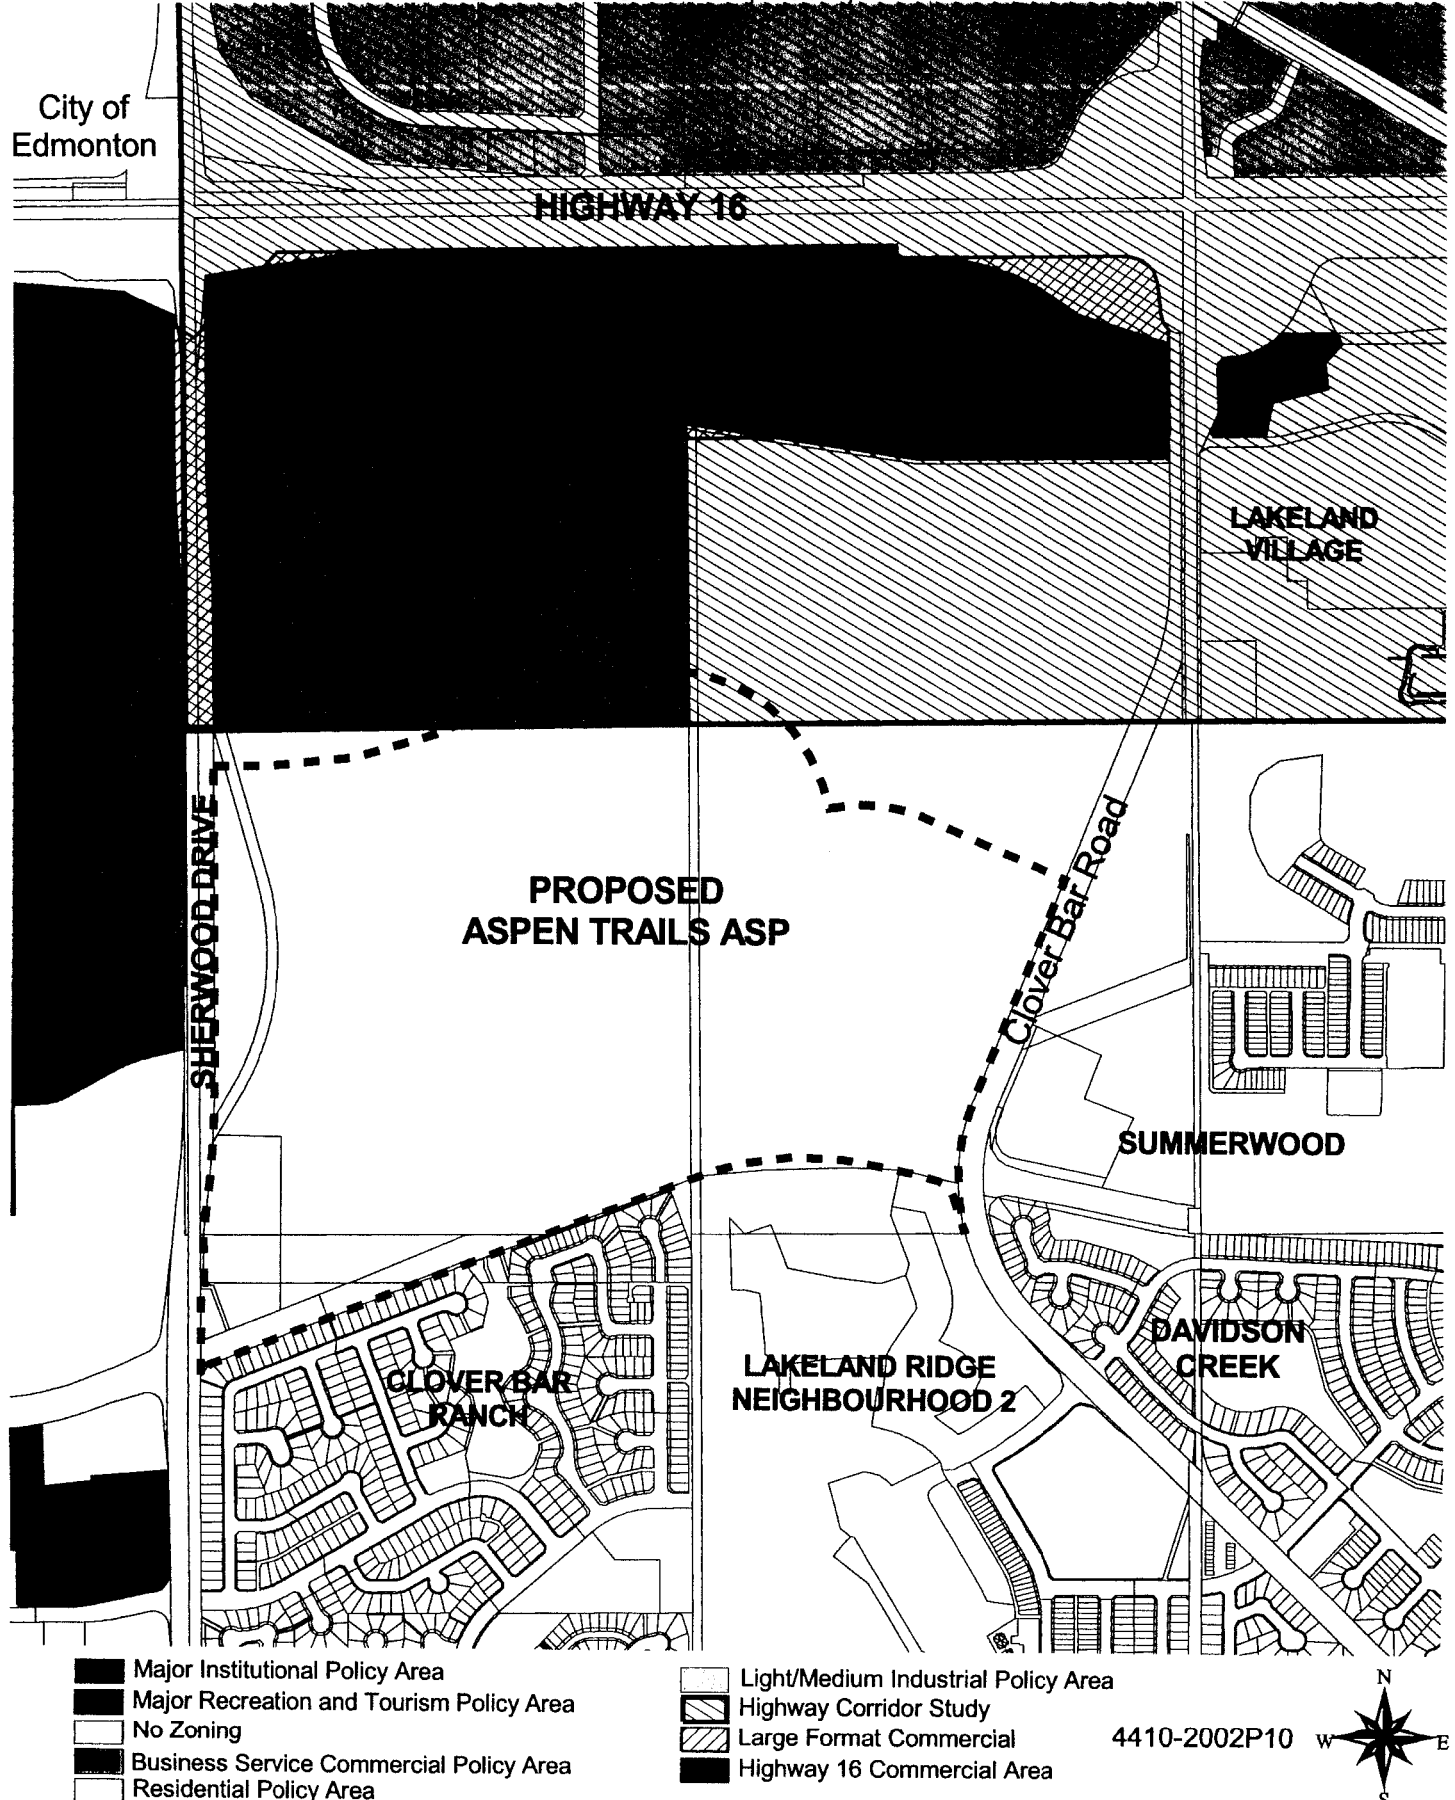 City of
Edmonton
HIGHWAY 16
LAKELAND
VILLAGE
SHERWOOD DRIVE
PROPOSED
ASPEN TRAILS ASP
Clover Bar Road
SUMMERWOOD
DAVIDSON
CREEK
CLOVER BAR
RANCH
LAKELAND RIDGE
NEIGHBOURHOOD 2
Major Institutional Policy Area
Major Recreation and Tourism Policy Area
No Zoning
Business Service Commercial Policy Area
Residential Policy Area
Light/Medium Industrial Policy Area
Highway Corridor Study
Large Format Commercial
Highway 16 Commercial Area
4410-2002P10
N
W
E
S